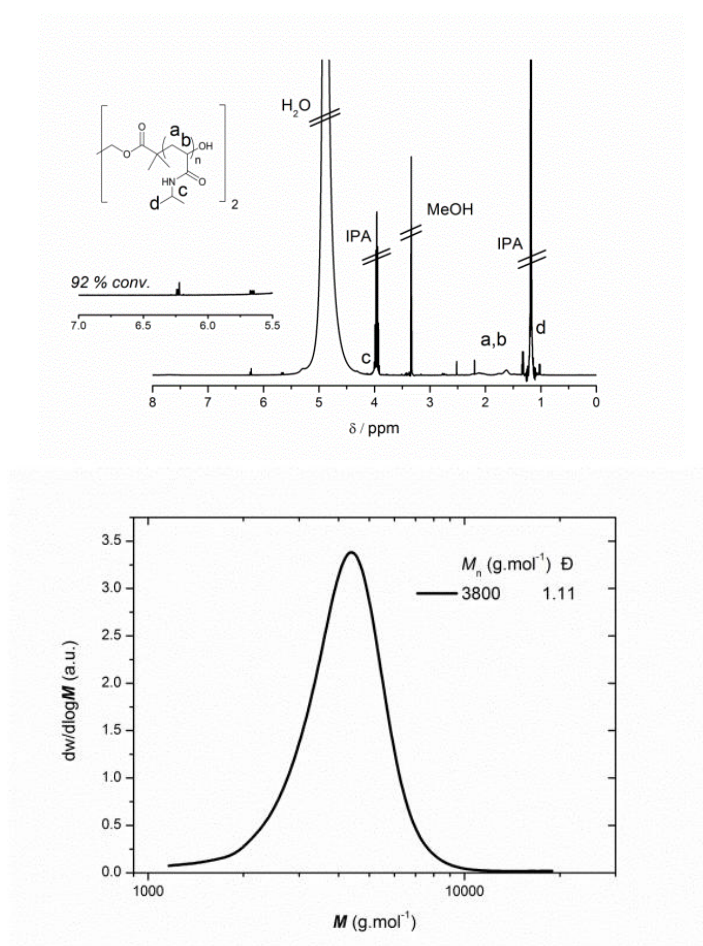 H2O
a
b
O
O
OH
n
HN
O
c
d
2
IPA
MeOH
IPA
92 % conv.
7.0 6.5 6.0 5.5
c
a,b
d
8 7 6 5 4 3 2 1 0
δ / ppm
Mn (g.mol-1) Đ
3800 1.11
3.5
3.0
2.5
2.0
1.5
1.0
0.5
0.0
dw/dlogM (a.u.)
1000 10000
M (g.mol-1)